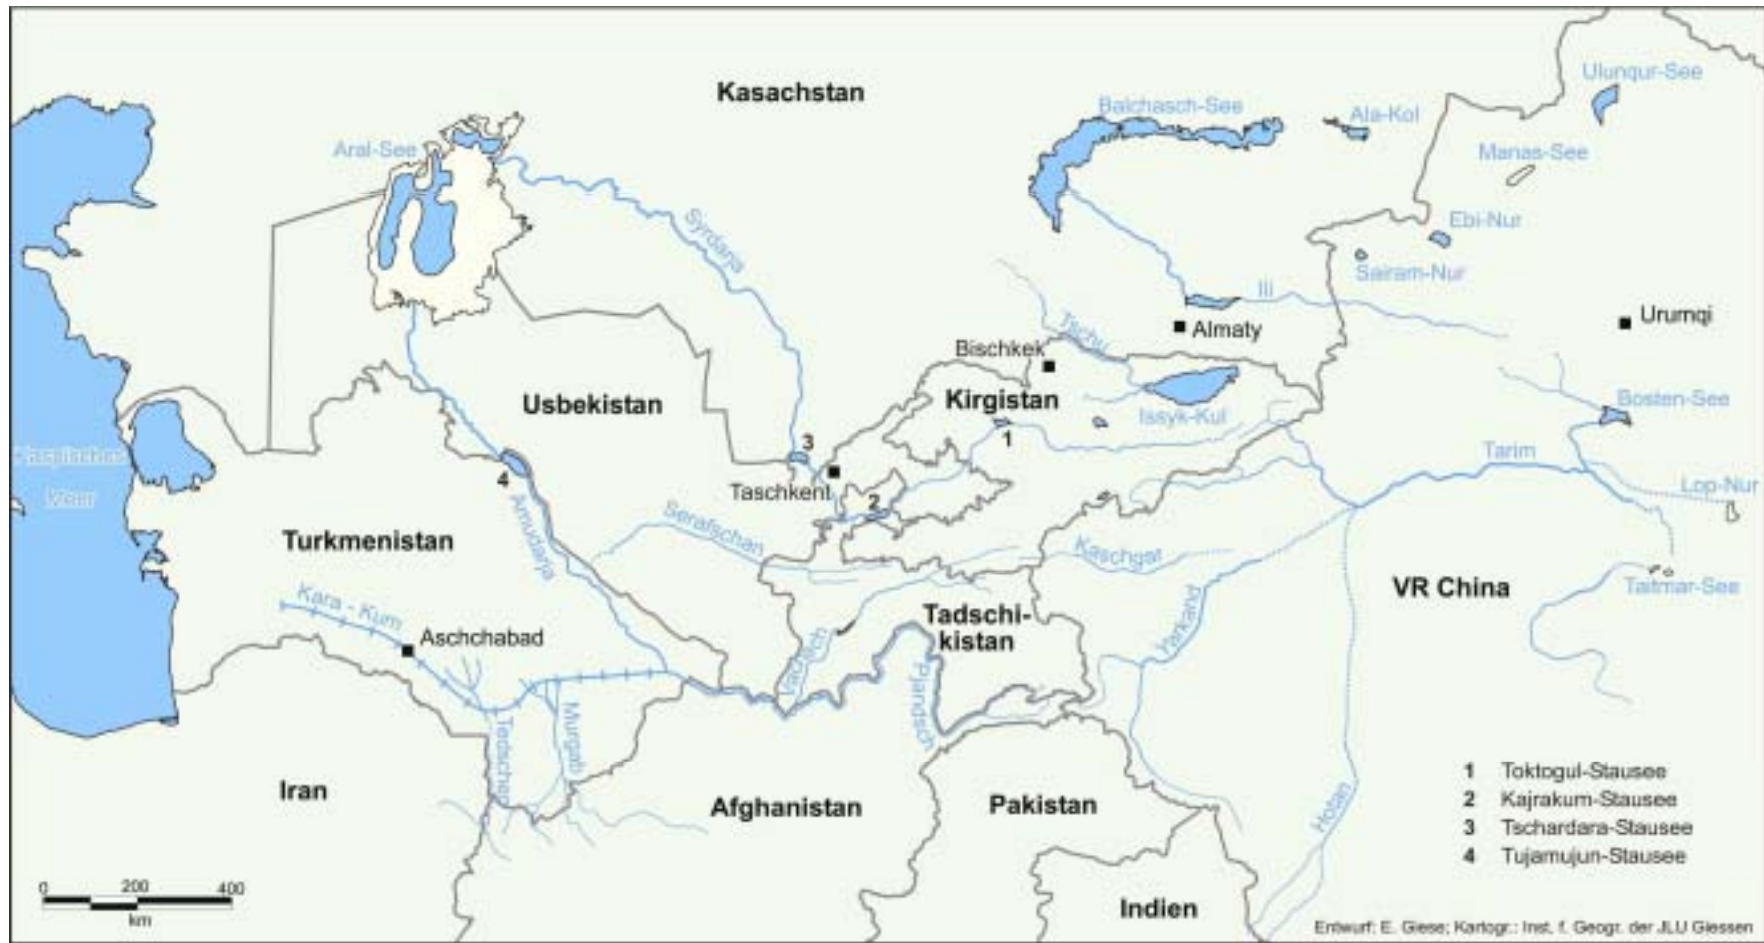 Kasachstan
Ulungur-See
Balchasch-See
Ala-Kol
Aral-See
Manas-See
Syrdarja
Ebi-Nur
Sairam-Nur
Ili
Tschu
Almaty
Urumqi
Bischkek
Usbekistan
Kirgistan
Issyk-Kul
Bosten-See
1
3
Kaspisches
Meer
4
Taschkent
2
Tarim
Lop-Nur
Amudarja
Serafschan
Turkmenistan
Kaschgar
VR China
Taitmar-See
Kara - Kum
Aschchabad
Tadschi-
kistan
Yarkand
Vachsch
Pjandsch
Tedschen
Murgab
Iran
Afghanistan
Pakistan
Hotan
Indien
1 Toktogul-Stausee
2 Kajrakum-Stausee
3 Tschardara-Stausee
4 Tujamujun-Stausee
0 200 400
km
Entwurf: E. Giese; Kartogr.: Inst. f. Geogr. der JLU Giessen